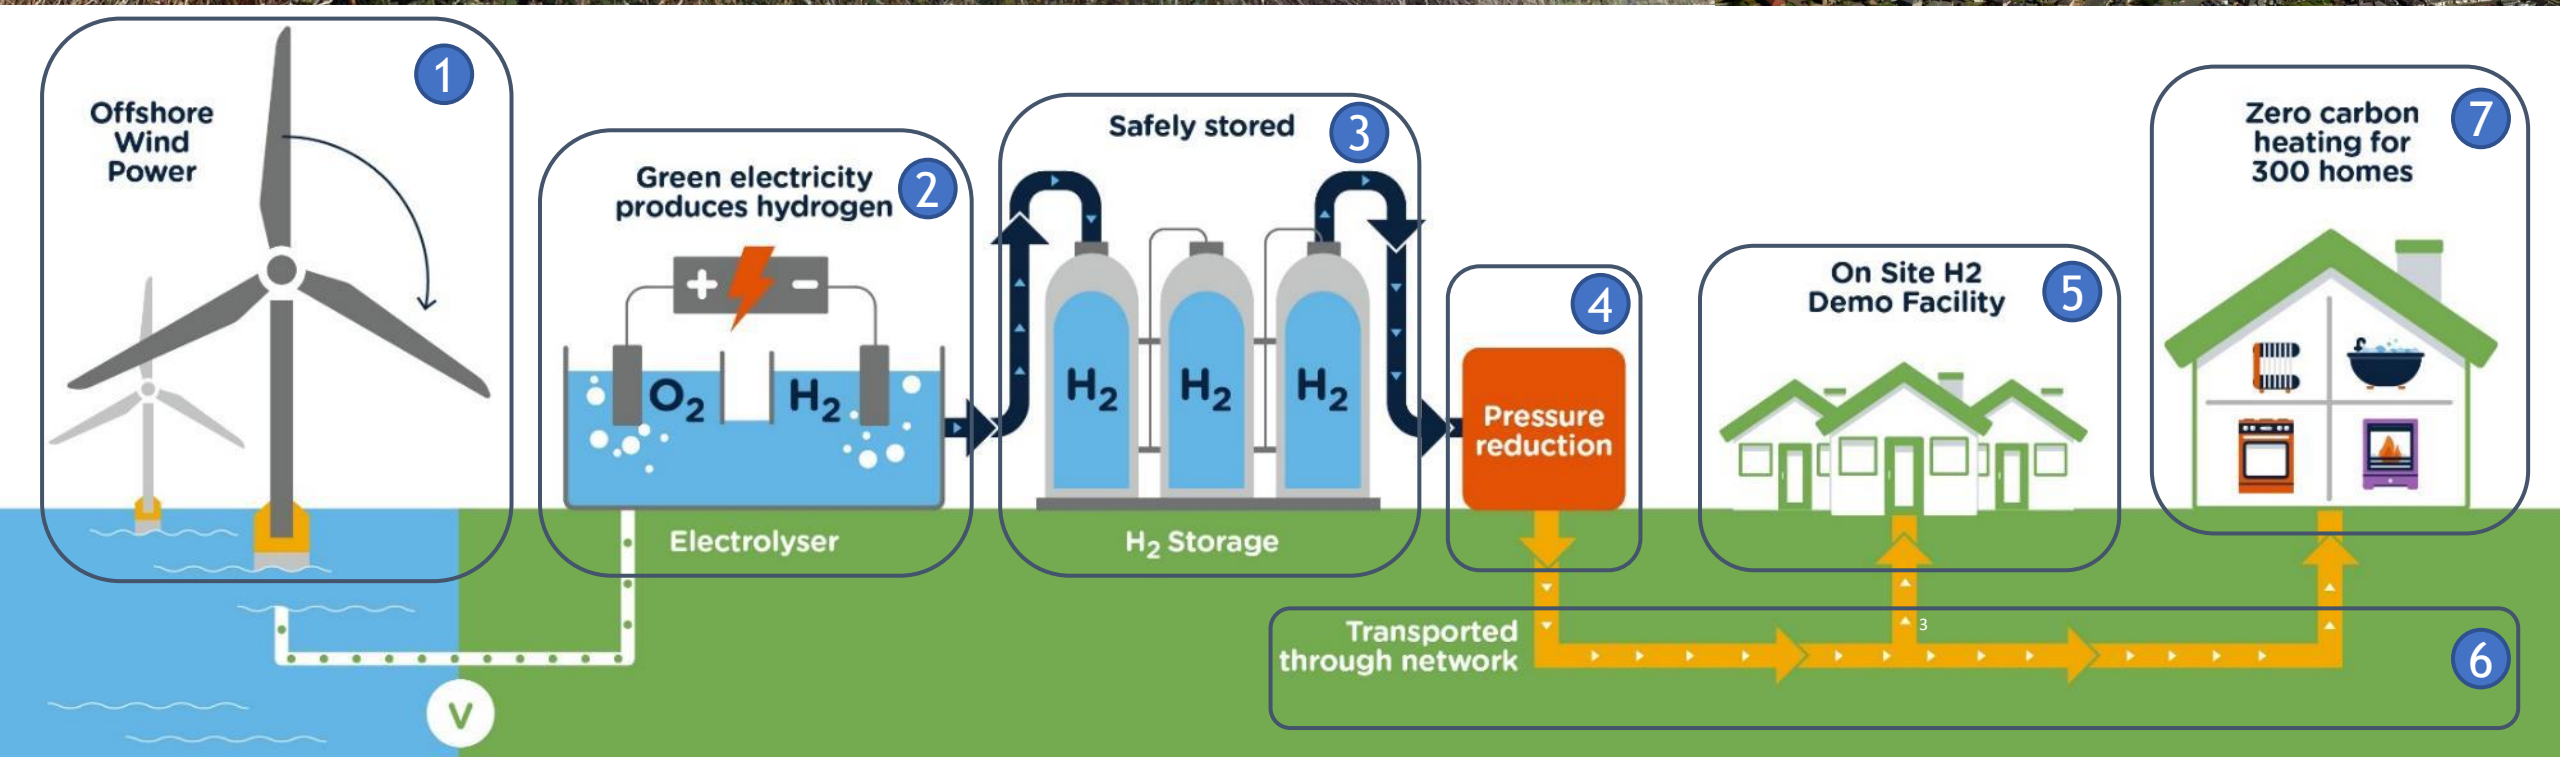 Offshore
Wind
Power
1
Green electricity
produces hydrogen
2
+
-
O2
H2
Electrolyser
Safely stored
3
H2
H2
H2
H2 Storage
4
Pressure
reduction
On Site H2
Demo Facility
5
Zero carbon
heating for
300 homes
7
Transported
through network
3
6
V